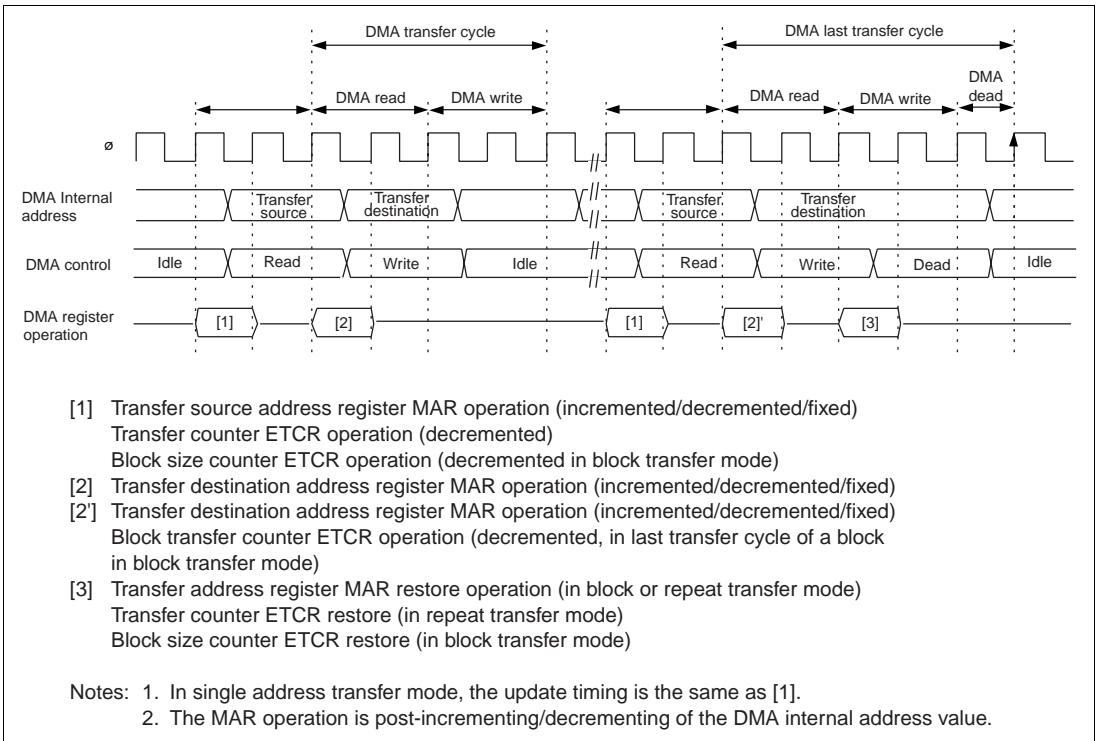 DMA transfer cycle
DMA last transfer cycle
DMA read
DMA write
DMA read
DMA write
DMA
dead
ø
DMA Internal
address
Transfer
source
Transfer
destination
Transfer
source
Transfer
destination
DMA control
Idle
Read
Write
Idle
Read
Write
Dead
Idle
DMA register
operation
[1]
[2]
[1]
[2]'
[3]
[1] Transfer source address register MAR operation (incremented/decremented/fixed)
Transfer counter ETCR operation (decremented)
Block size counter ETCR operation (decremented in block transfer mode)
[2] Transfer destination address register MAR operation (incremented/decremented/fixed)
[2'] Transfer destination address register MAR operation (incremented/decremented/fixed)
Block transfer counter ETCR operation (decremented, in last transfer cycle of a block
in block transfer mode)
[3] Transfer address register MAR restore operation (in block or repeat transfer mode)
Transfer counter ETCR restore (in repeat transfer mode)
Block size counter ETCR restore (in block transfer mode)
Notes: 1. In single address transfer mode, the update timing is the same as [1].
2. The MAR operation is post-incrementing/decrementing of the DMA internal address value.